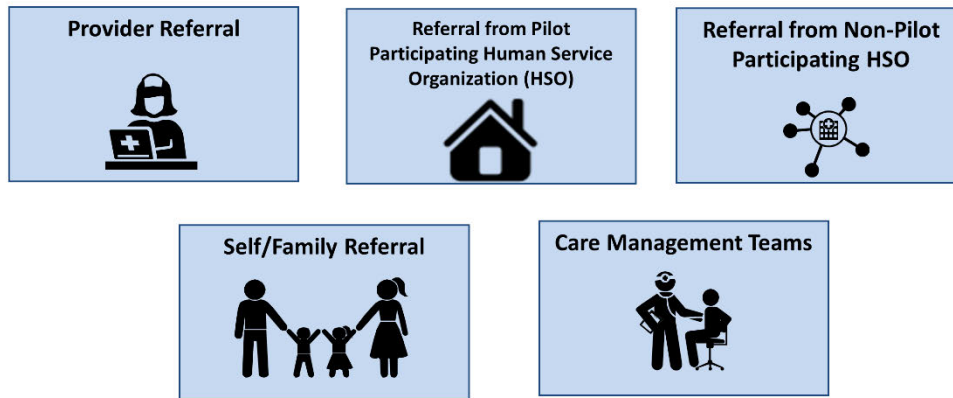 Provider Referral
Referral from Pilot
Participating Human Service
Organization (HSO)
Referral from Non-Pilot
Participating HSO
Self/Family Referral
Care Management Teams